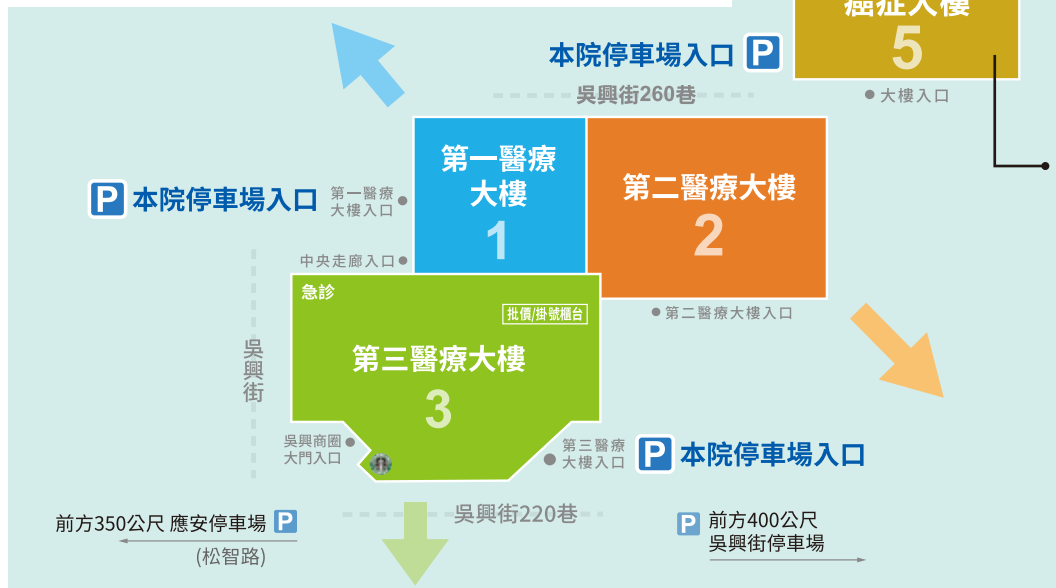 癌症大樓
5
本院停車場入口 P
大樓入口
吳興街260巷
第一醫療
大樓
1
第二醫療大樓
2
P 本院停車場入口
第一醫療
大樓入口
中央走廊入口
急診
批價/掛號櫃台
第二醫療大樓入口
第三醫療大樓
3
吳興街
吳興商圈
大門入口
第三醫療
大樓入口
P 本院停車場入口
吳興街220巷
前方350公尺 應安停車場 P
(松智路)
P 前方400公尺
吳興街停車場